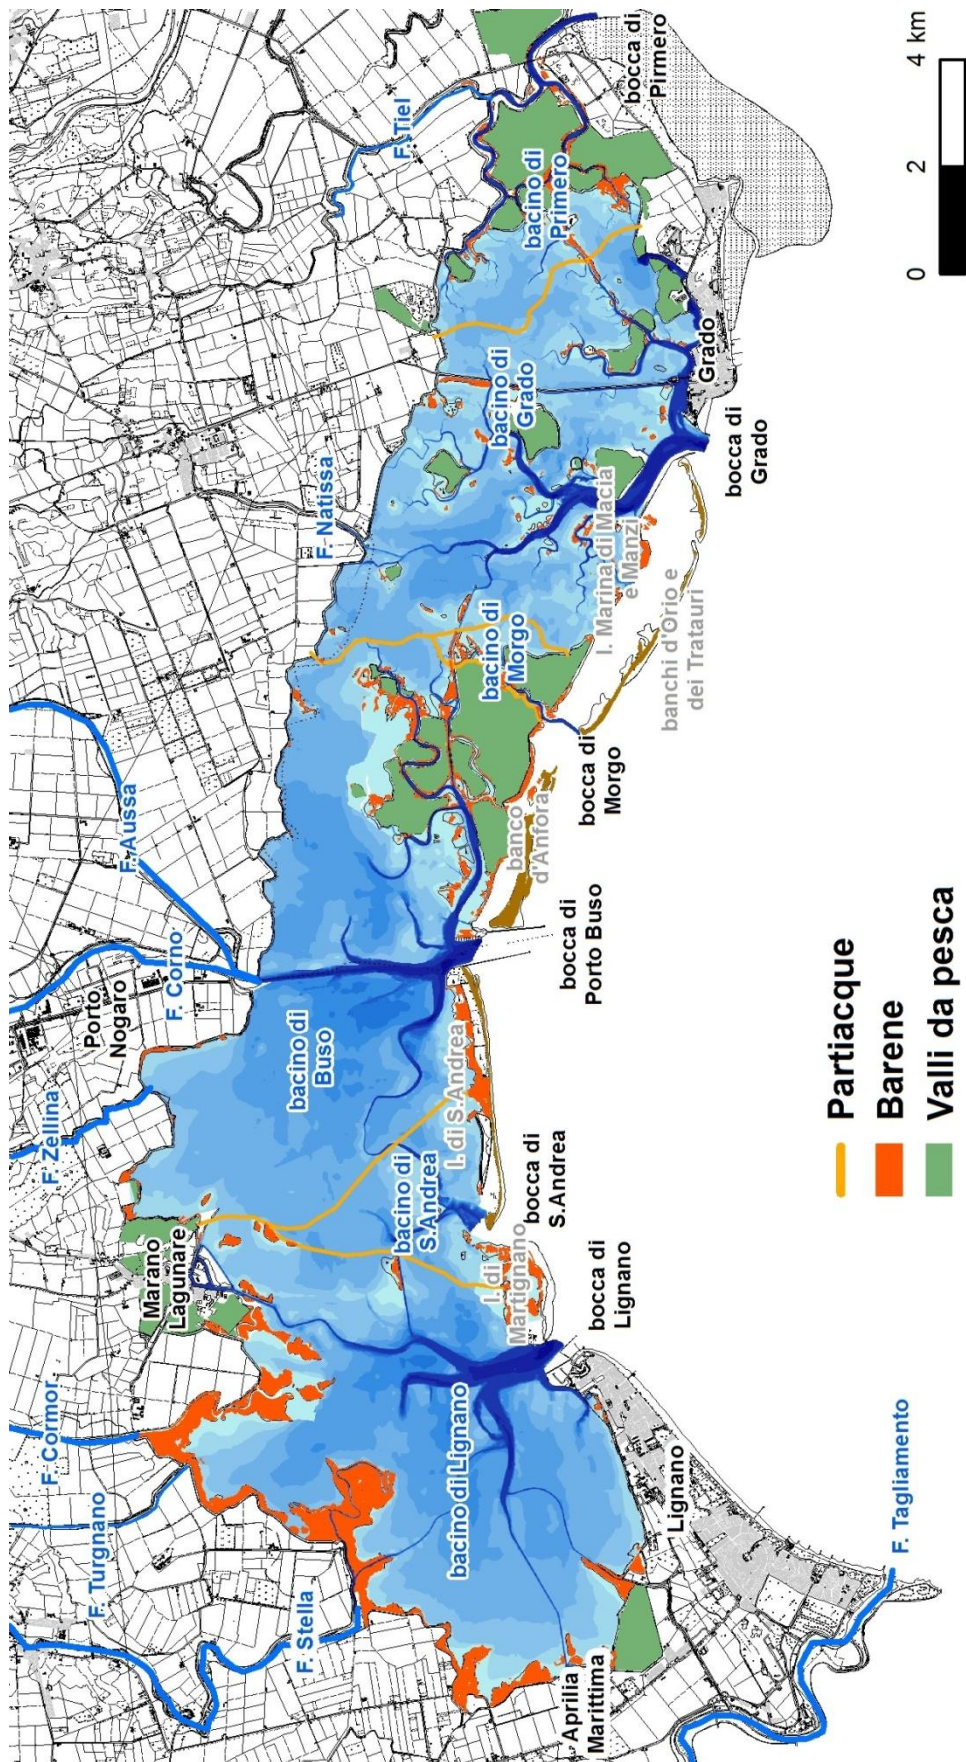 F. Turgnano
F. Cormor
F. Stella
Marano
Lagunare
F. Zellina
Porto
Nogaro
F. Corno
F. Aussa
F. Natissa
F. Tiel
Aprilia
Marittima
bacino di Lignano
bacino di
S.Andrea
bacino di
Buso
bacino di
Morgo
bacino di
Grado
bacino di
Primero
Lignano
F. Tagliamento
bocca di
Lignano
I. di
Martignano
bocca di
S.Andrea
I. di S.Andrea
bocca di
Porto Buso
banco
d'Anfora
bocca di
Morgo
I. Marina di Macia
e Manzi
banchi d'Orio e
dei Tratauri
bocca di
Grado
Grado
bocca di
Pirmero
Partiacque
Barene
Valli da pesca
0 2 4 km